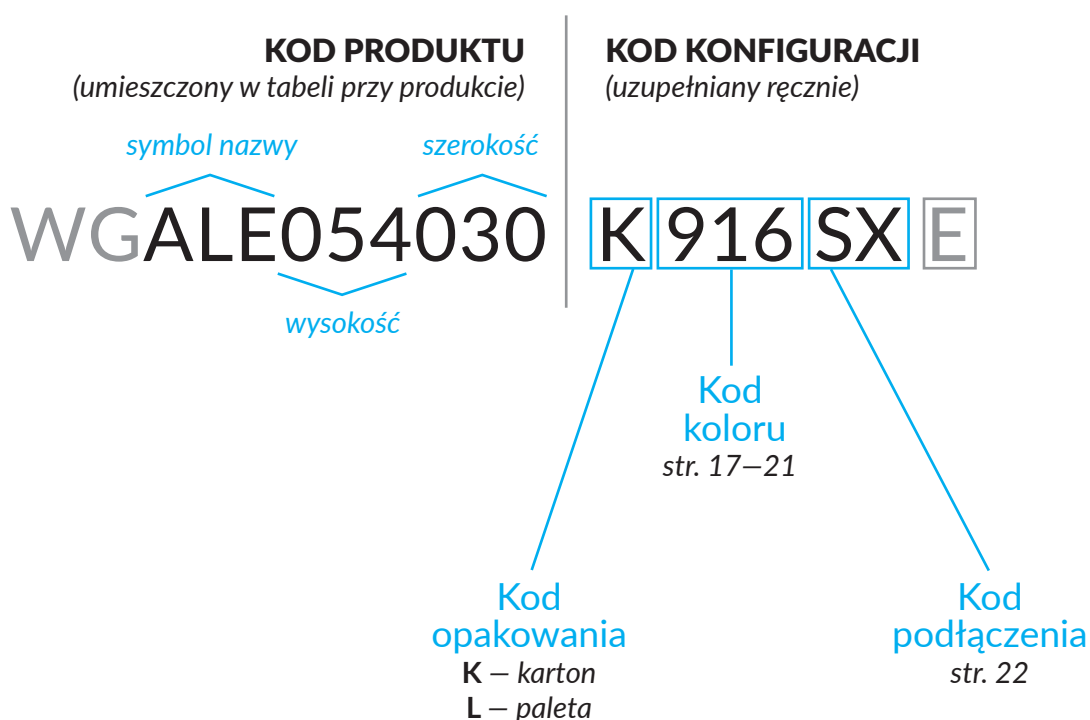 KOD PRODUKTU
(umieszczony w tabeli przy produkcie)
KOD KONFIGURACJI
(uzupełniany ręcznie)
symbol nazwy
szerokość
WGALE054030 K 916 SX E
wysokość
Kod
koloru
str. 17—21
Kod
opakowania
K — karton
L — paleta
Kod
podłączenia
str. 22